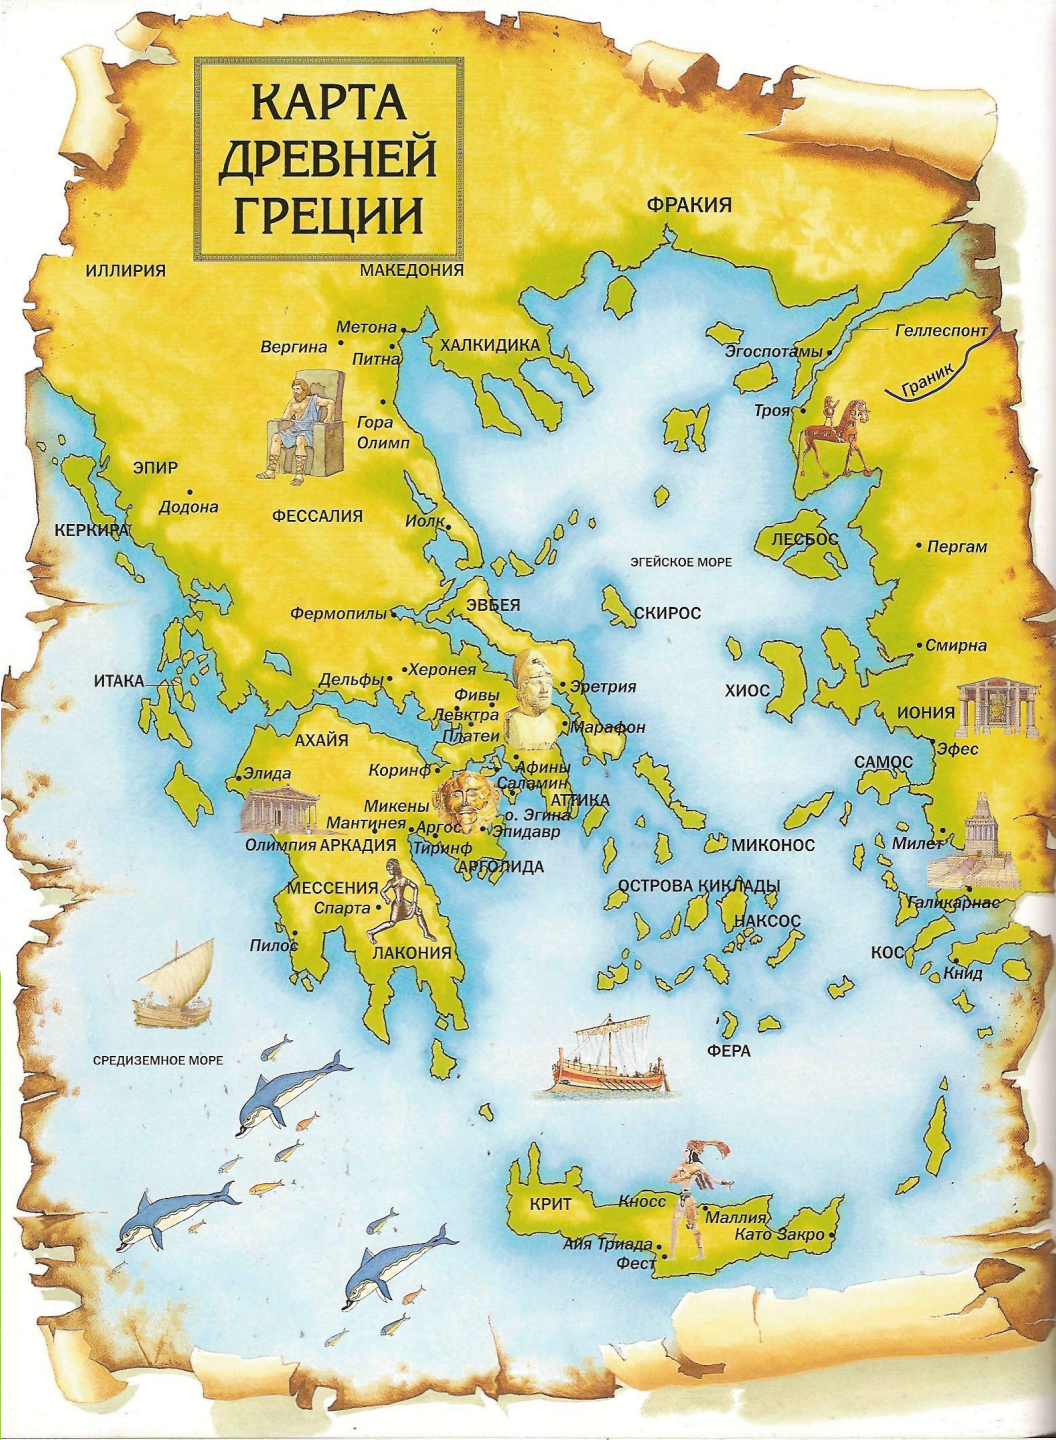 КАРТА
ДРЕВНЕЙ
ГРЕЦИИ
ФРАКИЯ
ИЛЛИРИЯ
МАКЕДОНИЯ
Метона
Вергина
Питна
ХАЛКИДИКА
Геллеспонт
Эгоспотамы
Граник
Троя
Гора
Олимп
ЭПИР
Додона
КЕРКИРА
ФЕССАЛИЯ
Иолк
ЛЕСБОС
Пергам
ЭГЕЙСКОЕ МОРЕ
ЭВБЕЯ
СКИРОС
Фермопилы
Смирна
Херонея
Дельфы
ИТАКА
Эретрия
ХИОС
Фивы
Левктра
Платеи
Марафон
ИОНИЯ
АХАЙЯ
Эфес
Элида
Коринф
Афины
Саламин
САМОС
АТТИКА
Микены
о. Эгина
Мантинея
Аргос
Эпидавр
Олимпия
АРКАДИЯ
Тиринф
МИКОНОС
Милет
АРГОЛИДА
МЕССЕНИЯ
ОСТРОВА КИКЛАДЫ
Спарта
Галикарнас
НАКСОС
Пилос
ЛАКОНИЯ
КОС
Книд
ФЕРА
СРЕДИЗЕМНОЕ МОРЕ
КРИТ
Кносс
Маллия
Като Закро
Айя Триада
Фест